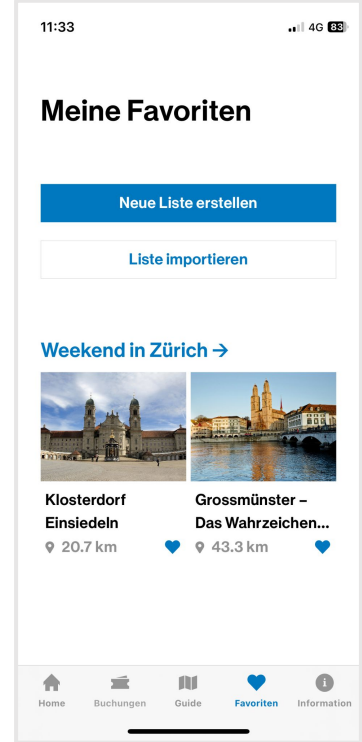 11:33
4G 83
Meine Favoriten
Neue Liste erstellen
Liste importieren
Weekend in Zürich →
Klosterdorf
Einsiedeln
20.7 km
Grossmünster –
Das Wahrzeichen...
43.3 km
Home
Buchungen
Guide
Favoriten
Information